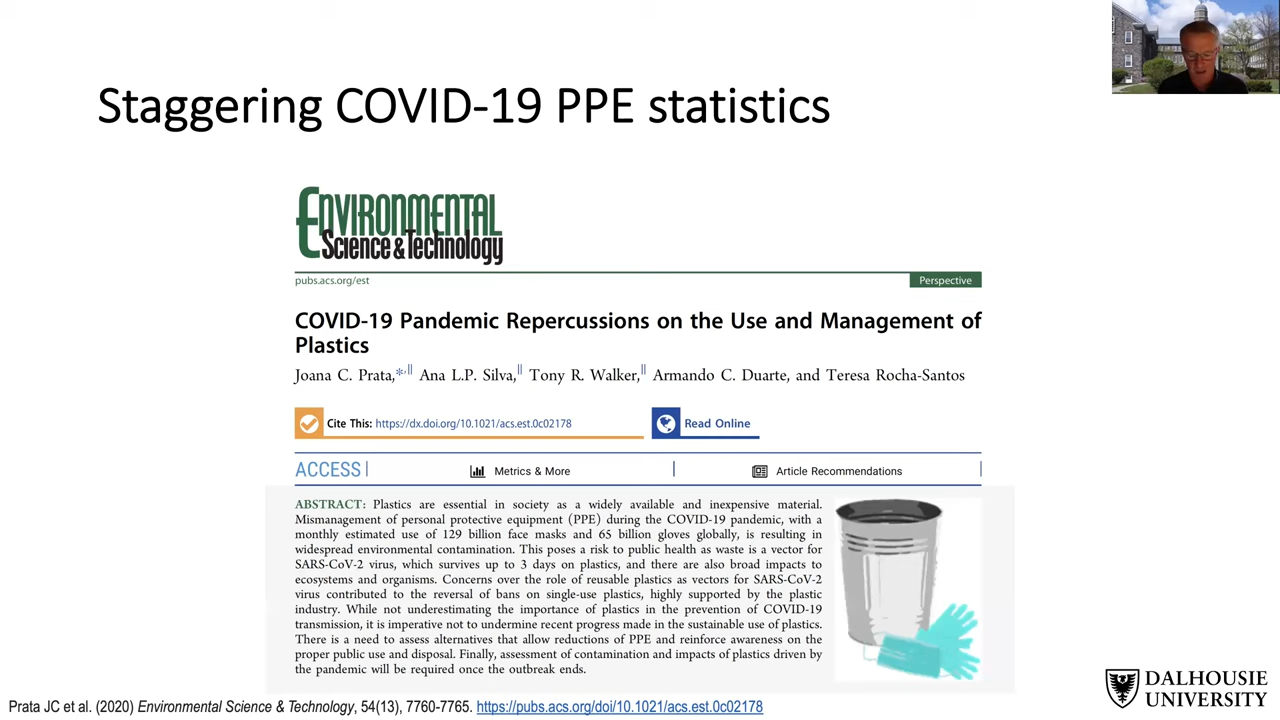 Staggering COVID-19 PPE statistics
ENVIRONMENTAL
Science & Technology
pubs.acs.org/est
Perspective
COVID-19 Pandemic Repercussions on the Use and Management of
Plastics
Joana C. Prata,*,|| Ana L.P. Silva,|| Tony R. Walker,|| Armando C. Duarte, and Teresa Rocha-Santos
Cite This: https://dx.doi.org/10.1021/acs.est.0c02178
Read Online
ACCESS
Metrics & More
Article Recommendations
ABSTRACT: Plastics are essential in society as a widely available and inexpensive material.
Mismanagement of personal protective equipment (PPE) during the COVID-19 pandemic, with a
monthly estimated use of 129 billion face masks and 65 billion gloves globally, is resulting in
widespread environmental contamination. This poses a risk to public health as waste is a vector for
SARS-CoV-2 virus, which survives up to 3 days on plastics, and there are also broad impacts to
ecosystems and organisms. Concerns over the role of reusable plastics as vectors for SARS-CoV-2
virus contributed to the reversal of bans on single-use plastics, highly supported by the plastic
industry. While not underestimating the importance of plastics in the prevention of COVID-19
transmission, it is imperative not to undermine recent progress made in the sustainable use of plastics.
There is a need to assess alternatives that allow reductions of PPE and reinforce awareness on the
proper public use and disposal. Finally, assessment of contamination and impacts of plastics driven by
the pandemic will be required once the outbreak ends.
DALHOUSIE
UNIVERSITY
Prata JC et al. (2020) Environmental Science & Technology, 54(13), 7760-7765. https://pubs.acs.org/doi/10.1021/acs.est.0c02178